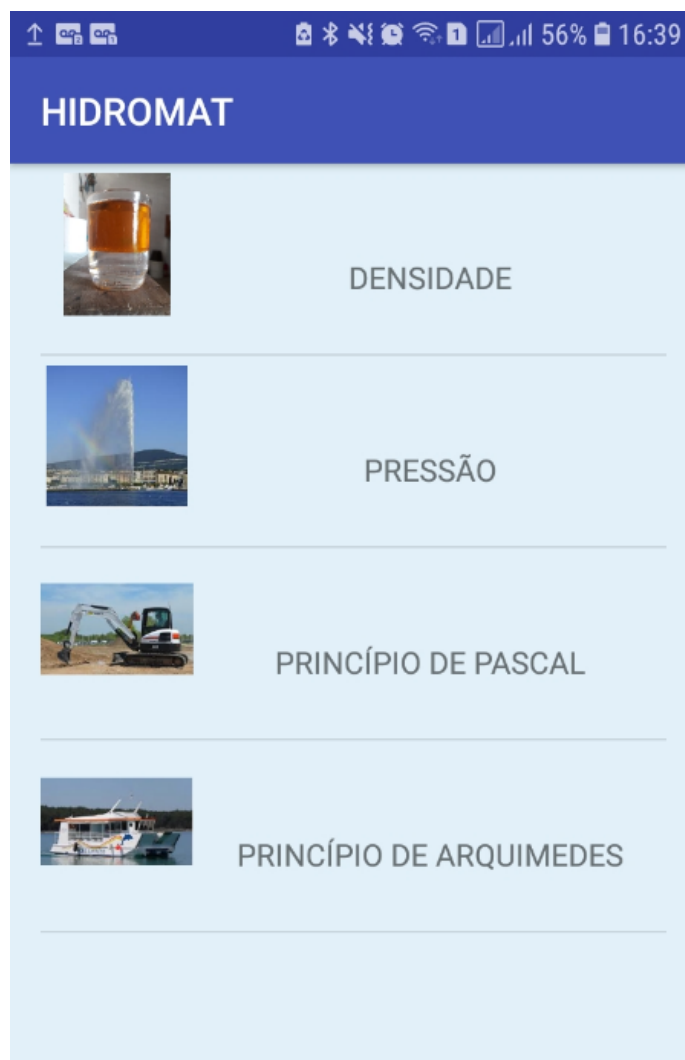 56% 16:39
HIDROMAT
DENSIDADE
PRESSÃO
PRINCÍPIO DE PASCAL
PRINCÍPIO DE ARQUIMEDES